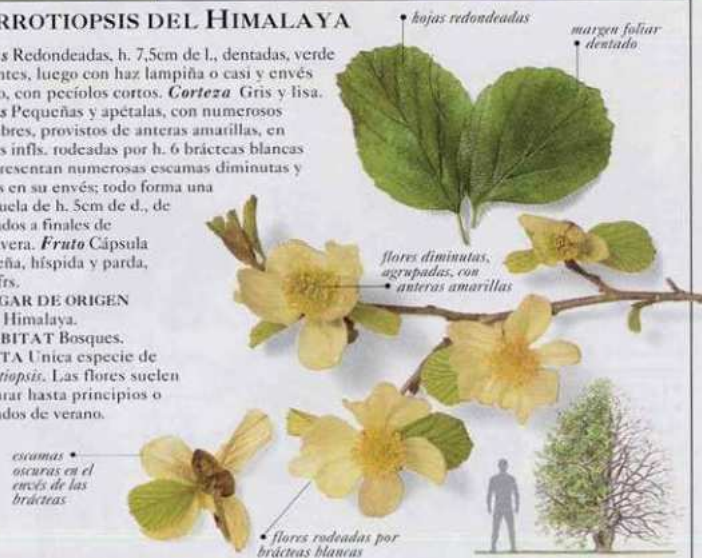 RROTIOPSIS DEL HIMALAYA
s Redondeadas, h. 7,5cm de l., dentadas, verde
ntes, luego con haz lampiña o casi y envés
o, con pecíolos cortos. Corteza Gris y lisa.
s Pequeñas y apétalas, con numerosos
bres, provistos de anteras amarillas, en
s infls. rodeadas por h. 6 brácteas blancas
resentan numerosas escamas diminutas y
s en su envés; todo forma una
uela de h. 5cm de d., de
dos a finales de
vera. Fruto Cápsula
eña, híspida y parda,
frs.
GAR DE ORIGEN
Himalaya.
BITAT Bosques.
TA Unica especie de
tiopsis. Las flores suelen
rar hasta principios o
dos de verano.
hojas redondeadas
margen foliar
dentado
flores diminutas,
agrupadas, con
anteras amarillas
escamas
oscuras en el
envés de las
brácteas
flores rodeadas por
brácteas blancas